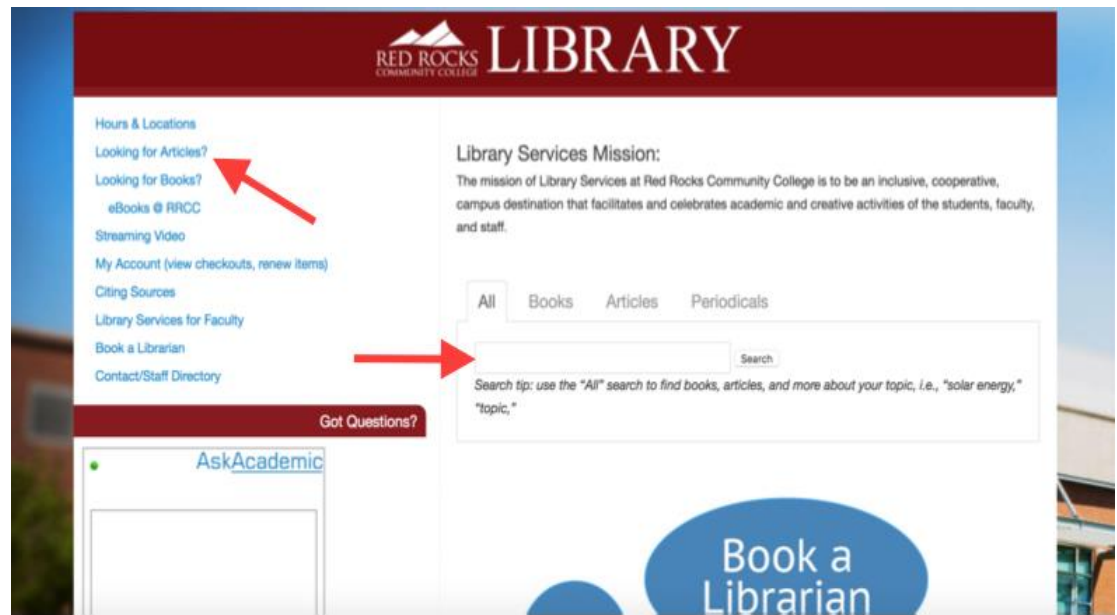 RED ROCKS
COMMUNITY COLLEGE
LIBRARY
Hours & Locations
Looking for Articles?
Looking for Books?
eBooks @ RRCC
Streaming Video
My Account (view checkouts, renew items)
Citing Sources
Library Services for Faculty
Book a Librarian
Contact/Staff Directory
Got Questions?
AskAcademic
Library Services Mission:
The mission of Library Services at Red Rocks Community College is to be an inclusive, cooperative,
campus destination that facilitates and celebrates academic and creative activities of the students, faculty,
and staff.
All Books Articles Periodicals
Search
Search tip: use the "All" search to find books, articles, and more about your topic, i.e., "solar energy,"
"topic,"
Book a
Librarian